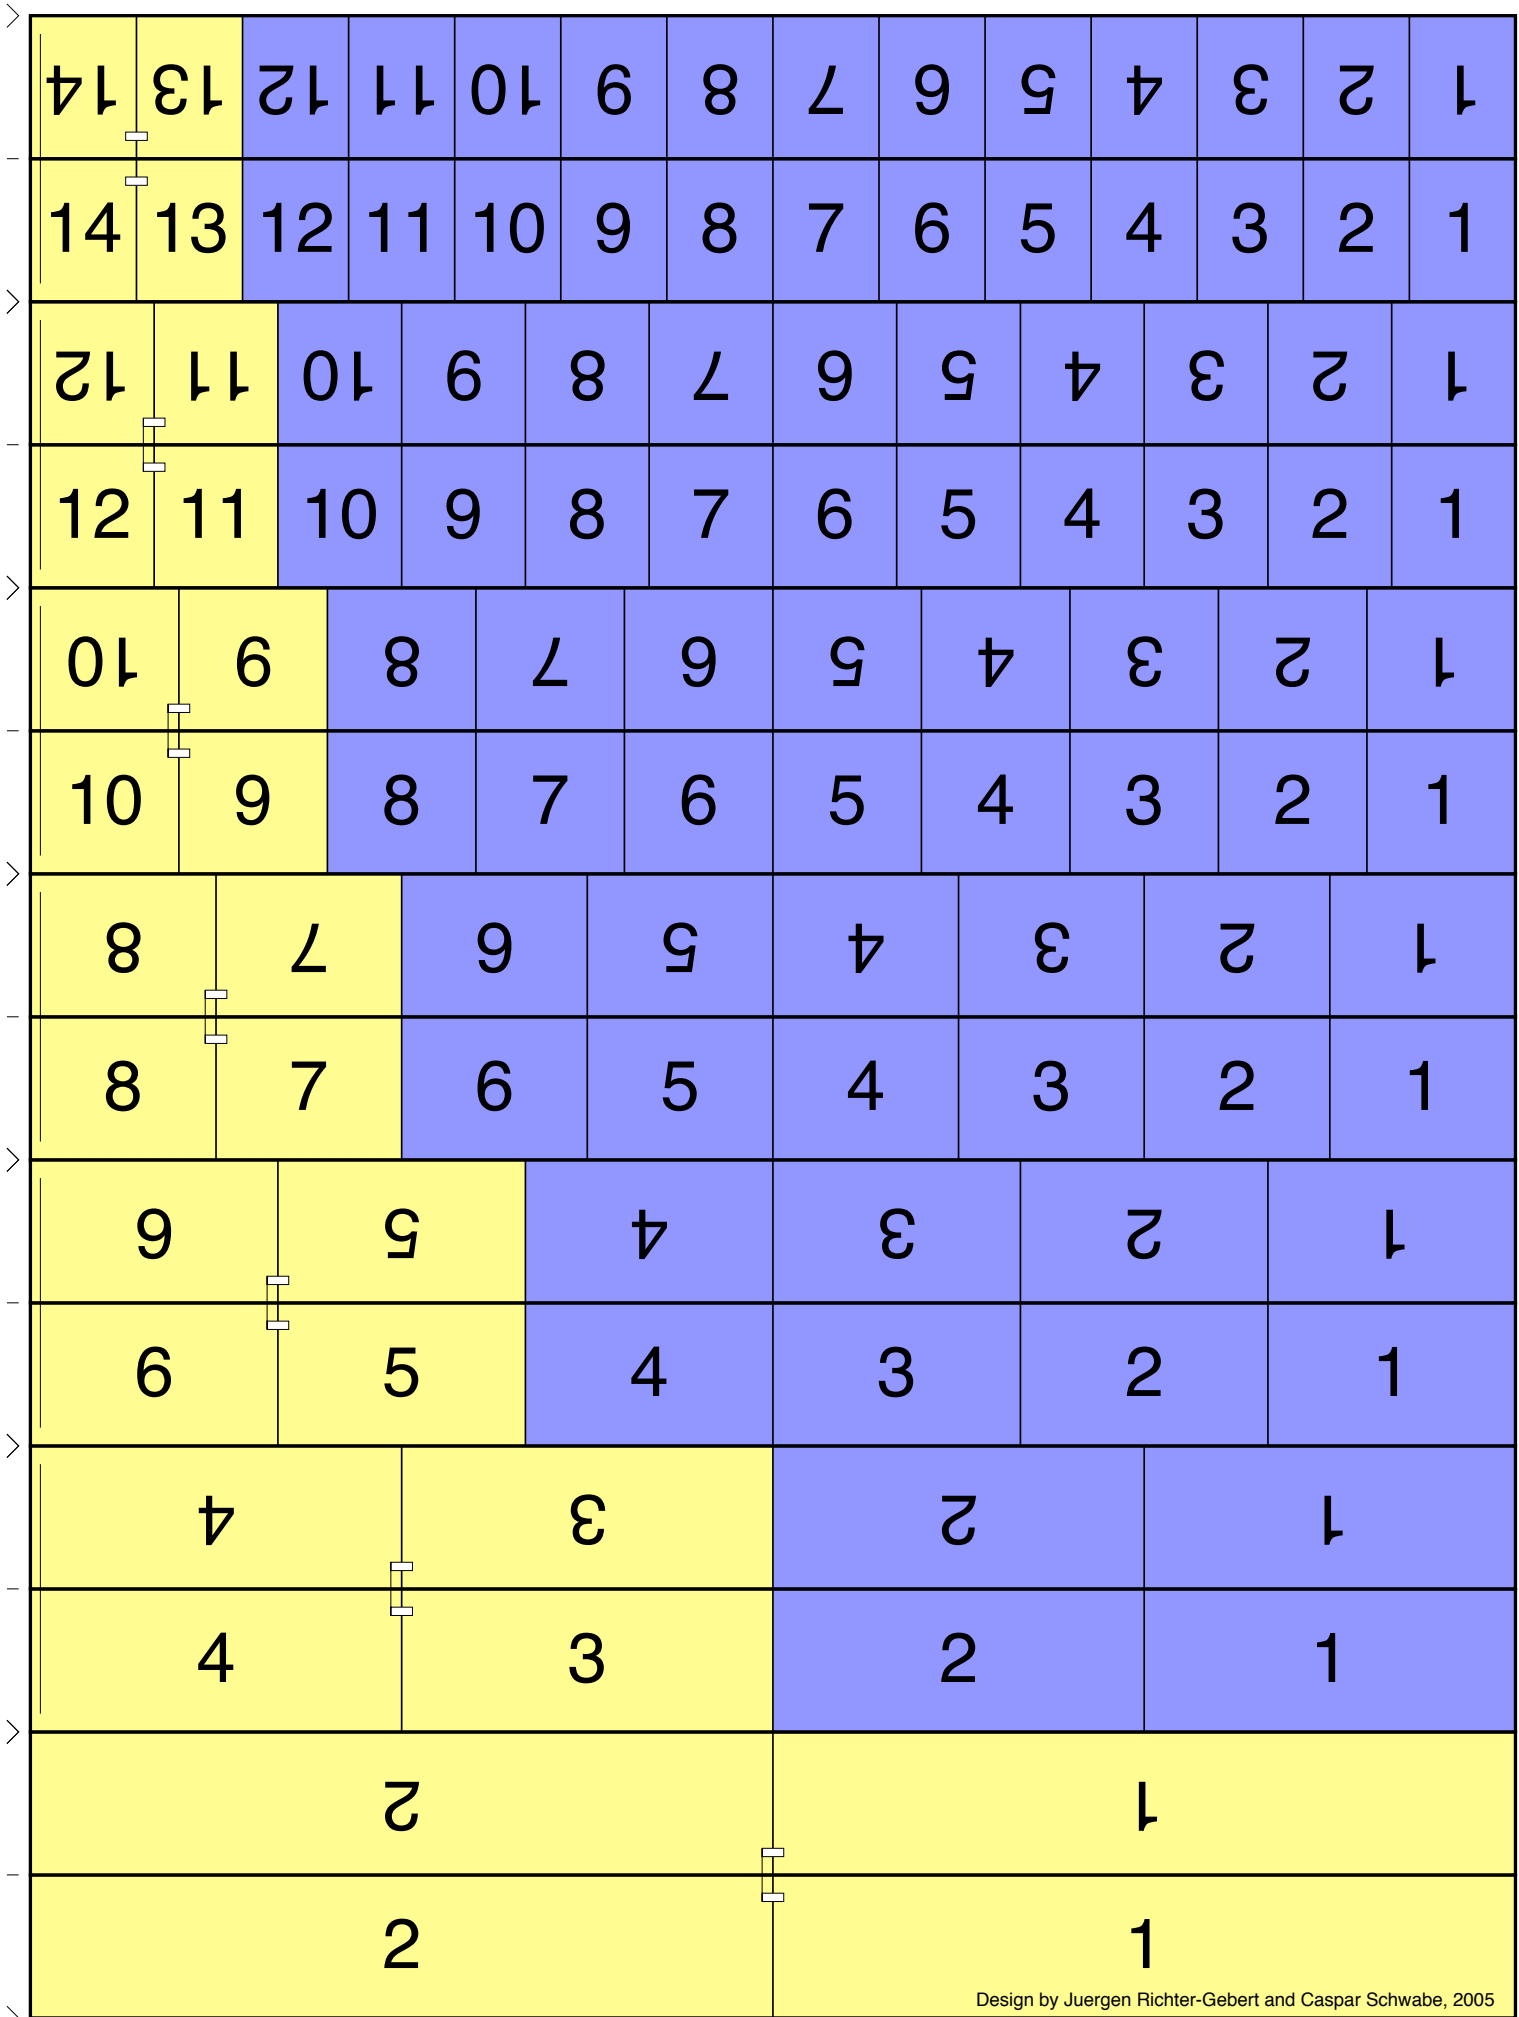 14 13 12 11 10 9 8 7 6 5 4 3 2 1
14 13 12 11 10 9 8 7 6 5 4 3 2 1
12 11 10 9 8 7 6 5 4 3 2 1
12 11 10 9 8 7 6 5 4 3 2 1
10 9 8 7 6 5 4 3 2 1
10 9 8 7 6 5 4 3 2 1
8 7 6 5 4 3 2 1
8 7 6 5 4 3 2 1
6 5 4 3 2 1
6 5 4 3 2 1
4 3 2 1
4 3 2 1
2 1
2 1
Design by Juergen Richter-Gebert and Caspar Schwabe, 2005